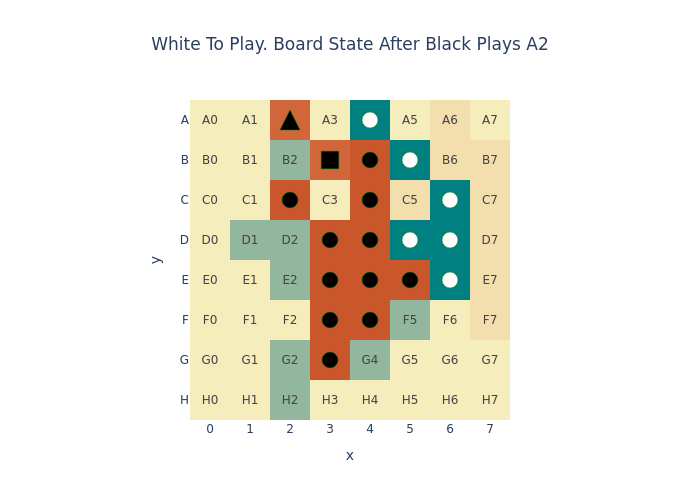 White To Play. Board State After Black Plays A2
A A0 A1 A3 A5 A6 A7
B B0 B1 B2 B6 B7
C C0 C1 C3 C5 C7
D D0 D1 D2 D7
E E0 E1 E2 E7
F F0 F1 F2 F5 F6 F7
G G0 G1 G2 G4 G5 G6 G7
H H0 H1 H2 H3 H4 H5 H6 H7
0 1 2 3 4 5 6 7
x
y